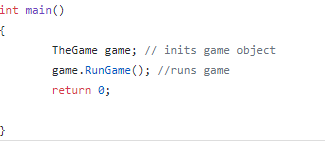 int main()
{
TheGame game; // inits game object
game.RunGame(); //runs game
return 0;
}